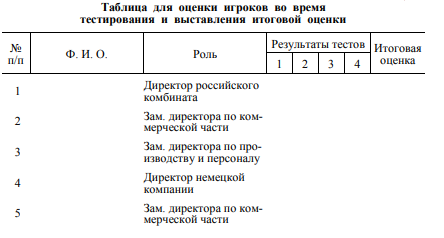 Таблица для оценки игроков во время
тестирования и выставления итоговой оценки
№ п/п Ф. И. О. Роль Результаты тестов Итоговая оценка
1 2 3 4
1 Директор российского
комбината
2 Зам. директора по ком-
мерческой части
3 Зам. директора по про-
изводству и персоналу
4 Директор немецкой
компании
5 Зам. директора по ком-
мерческой части